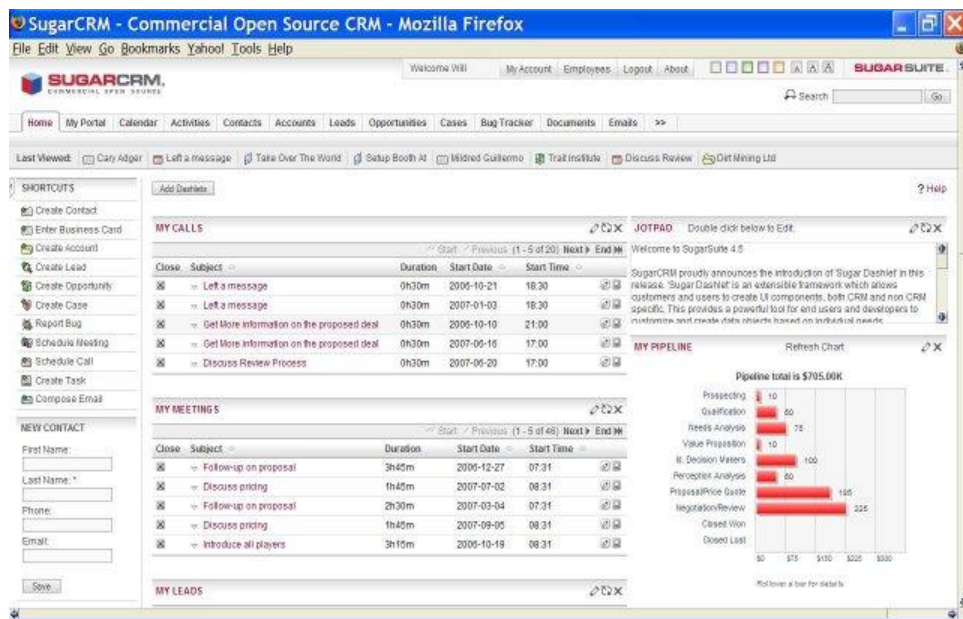 SugarCRM - Commercial Open Source CRM - Mozilla Firefox
File Edit View Go Bookmarks Yahoo! Tools Help
Welcome Will My Account Employees Logout About A A A SUGARSUITE.
SUGARCRM.
COMMERCIAL OPEN SOURCE
Search Go
Home My Portal Calendar Activities Contacts Accounts Leads Opportunities Cases Bug Tracker Documents Emails >>
Last Viewed: Cary Adger Left a message Take Over The World Setup Booth At Mildred Guillermo Trait Institute Discuss Review Dirt Mining Ltd
SHORTCUTS
Create Contact
Enter Business Card
Create Account
Create Lead
Create Opportunity
Create Case
Report Bug
Schedule Meeting
Schedule Call
Create Task
Compose Email
NEW CONTACT
First Name:
Last Name: *
Phone:
Email:
Save
Add Dashlets
? Help
MY CALLS
Start Previous (1 - 5 of 20) Next End
Close Subject Duration Start Date Start Time
Left a message 0h30m 2006-10-21 18:30
Left a message 0h30m 2007-01-03 18:30
Get More information on the proposed deal 0h30m 2006-10-10 21:00
Get More information on the proposed deal 0h30m 2007-06-16 17:00
Discuss Review Process 0h30m 2007-06-20 17:00
MY MEETINGS
Start Previous (1 - 5 of 46) Next End
Close Subject Duration Start Date Start Time
Follow-up on proposal 3h45m 2006-12-27 07:31
Discuss pricing 1h45m 2007-07-02 08:31
Follow-up on proposal 2h30m 2007-03-04 07:31
Discuss pricing 1h45m 2007-09-05 08:31
Introduce all players 3h15m 2006-10-19 08:31
MY LEADS
JOTPAD Double click below to Edit.
Welcome to SugarSuite 4.5
SugarCRM proudly announces the introduction of 'Sugar Dashlet' in this
release. 'Sugar Dashlet' is an extensible framework which allows
customers and users to create UI components, both CRM and non CRM
specific. This provides a powerful tool for end users and developers to
customize and create data objects based on individual needs
MY PIPELINE Refresh Chart
Pipeline total is $705.00K
Prospecting 10
Qualification 50
Needs Analysis 75
Value Proposition 10
Id. Decision Makers 100
Perception Analysis 50
Proposal/Price Quote 185
Negotiation/Review 225
Closed Won
Closed Lost
$0 $75 $150 $225 $300
Rollover a bar for details.